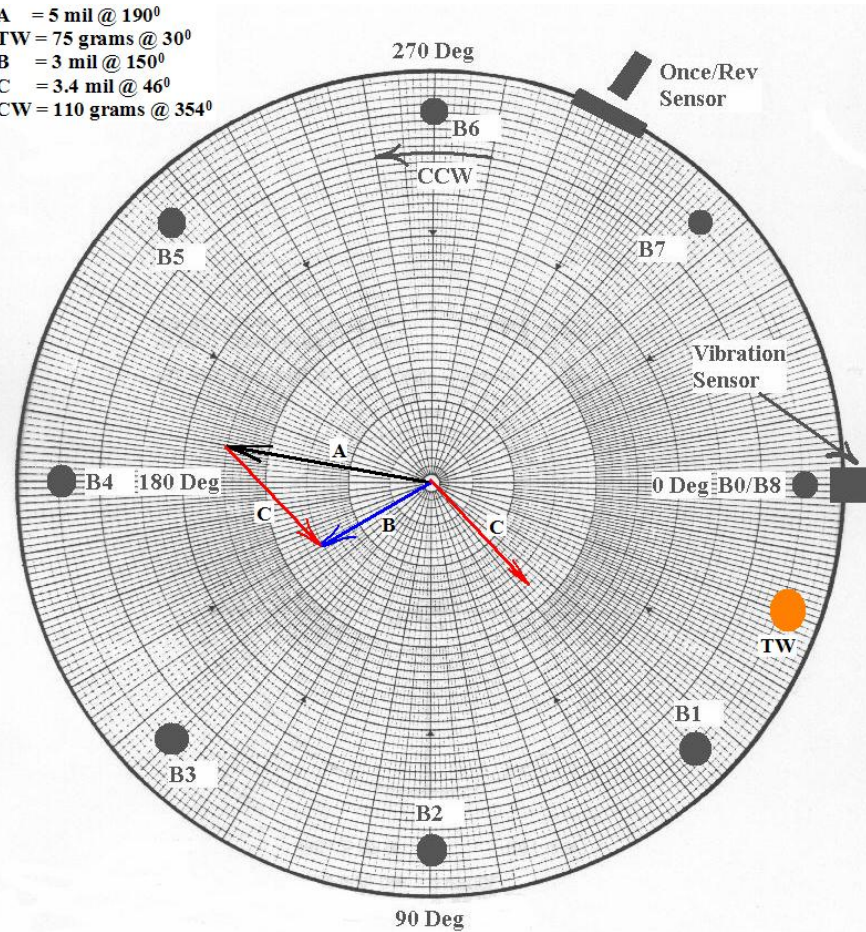 A = 5 mil @ 190⁰
TW = 75 grams @ 30⁰
B = 3 mil @ 150⁰
C = 3.4 mil @ 46⁰
CW = 110 grams @ 354⁰
270 Deg
Once/Rev
Sensor
B6
CCW
B5
B7
Vibration
Sensor
A
B4
180 Deg
0 Deg
B0/B8
C
B
C
TW
B1
B3
B2
90 Deg